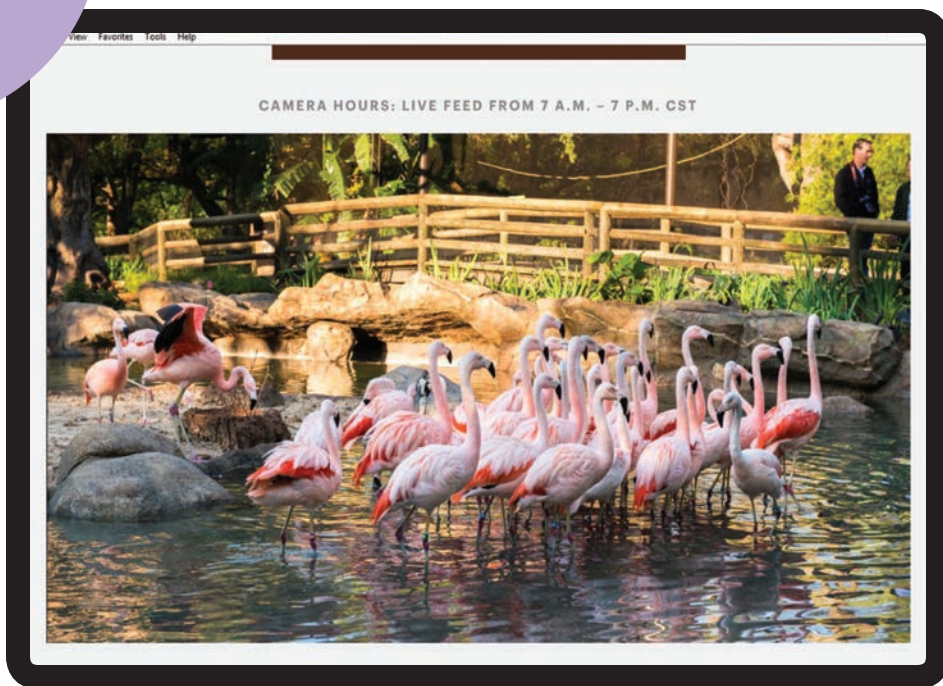 View Favorites Tools Help
CAMERA HOURS: LIVE FEED FROM 7 A.M. – 7 P.M. CST